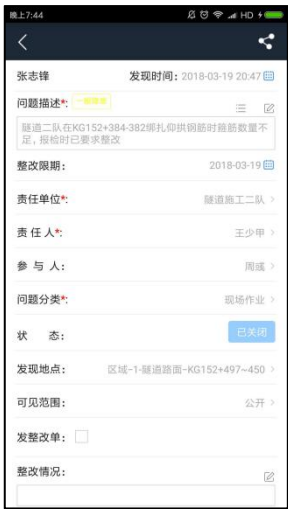 晚上7:44 HD
张志锋 发现时间：2018-03-19 20:47
问题描述*:
隧道二队在KG152+384-382绑扎仰拱钢筋时箍筋数量不
足，报检时已要求整改
整改限期： 2018-03-19
责任单位*: 隧道施工二队 >
责 任 人*: 王少甲 >
参 与 人： 周彧 >
问题分类*: 现场作业 >
状 态： 已关闭
发现地点： 区域-1-隧道路面-KG152+497~450 >
可见范围： 公开 >
发整改单：
整改情况：